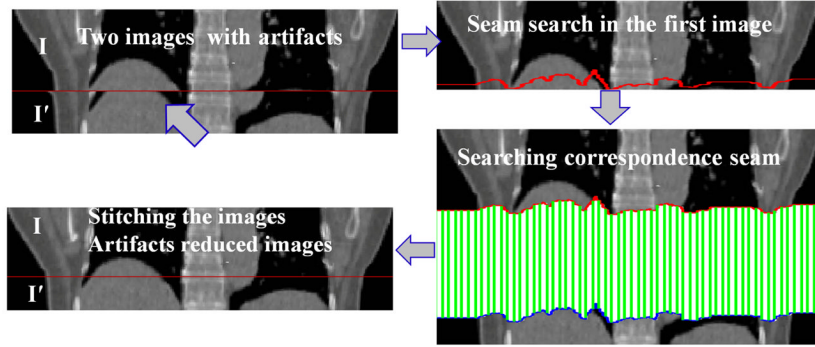 I
Two images with artifacts
I'
Seam search in the first image
Searching correspondence seam
I
Stitching the images
Artifacts reduced images
I'